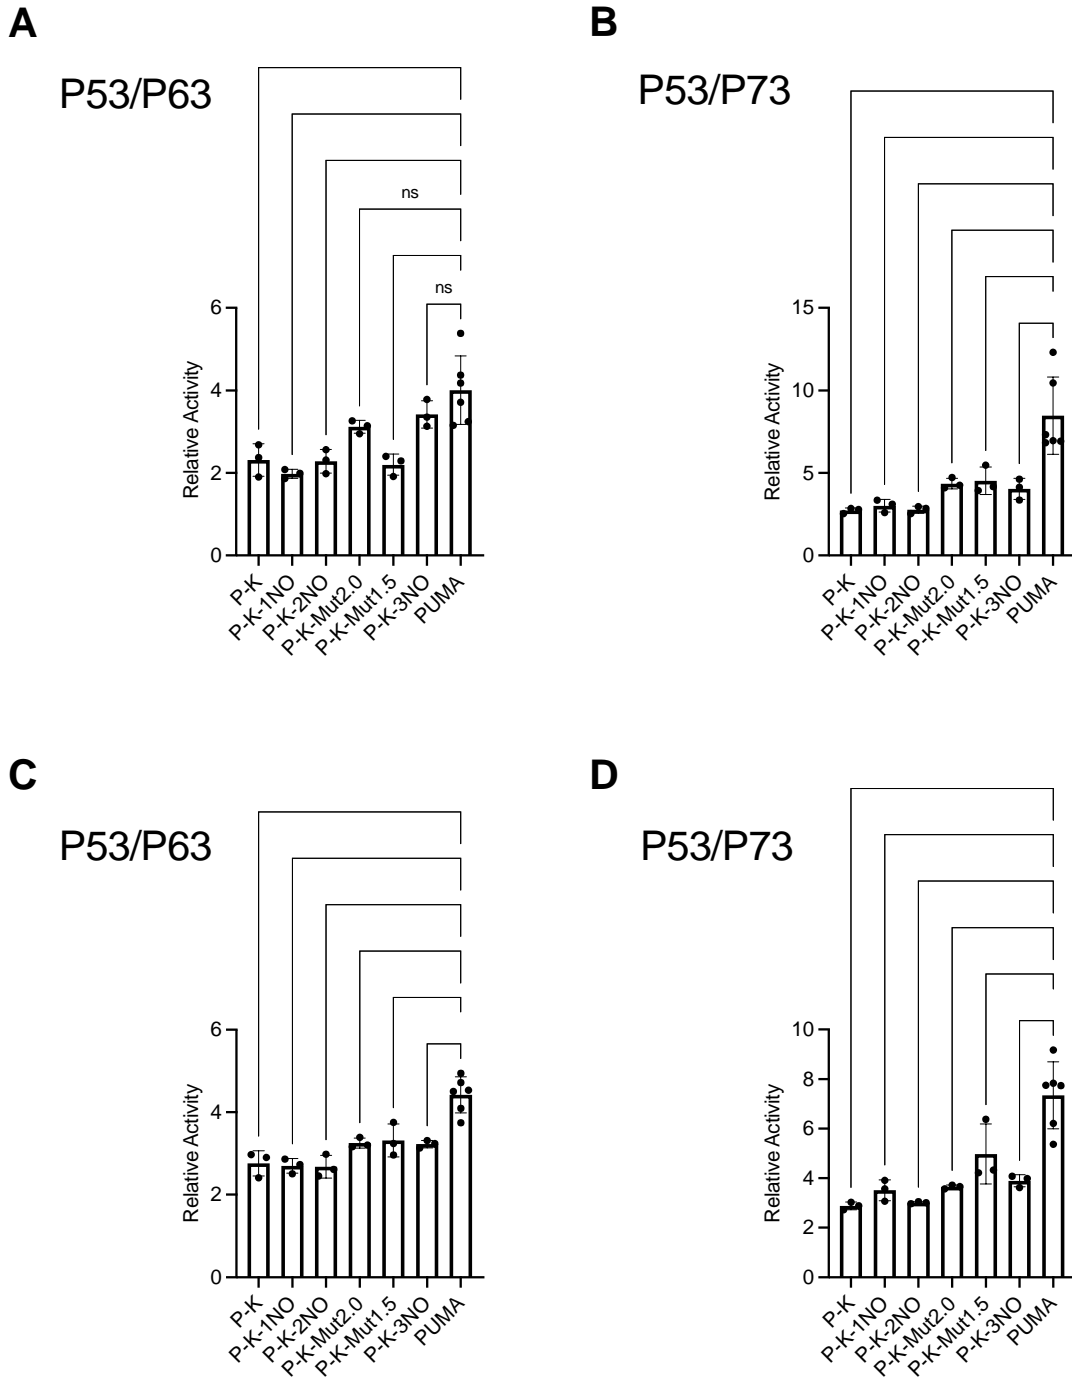 A
P53/P63
ns
ns
Relative Activity
6
4
2
0
P-K
P-K-1NO
P-K-2NO
P-K-Mut2.0
P-K-Mut1.5
P-K-3NO
PUMA
B
P53/P73
Relative Activity
15
10
5
0
P-K
P-K-1NO
P-K-2NO
P-K-Mut2.0
P-K-Mut1.5
P-K-3NO
PUMA
C
P53/P63
Relative Activity
6
4
2
0
P-K
P-K-1NO
P-K-2NO
P-K-Mut2.0
P-K-Mut1.5
P-K-3NO
PUMA
D
P53/P73
Relative Activity
10
8
6
4
2
0
P-K
P-K-1NO
P-K-2NO
P-K-Mut2.0
P-K-Mut1.5
P-K-3NO
PUMA